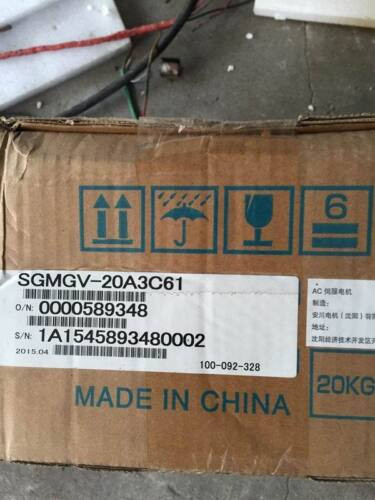 6
SGMGV-20A3C61
O/N: 0000589348
S/N: 1A1545893480002
2015.04
100-092-328
AC 伺服电机
制造:
安川电机（沈阳）有
地址:
沈阳经济技术开发区
MADE IN CHINA
20KG